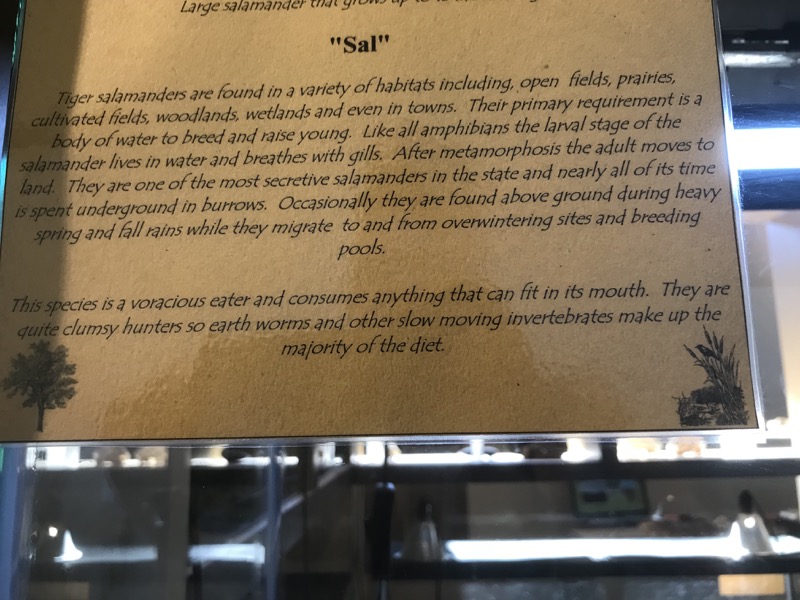 Large salamander that grows up to
"Sal"
Tiger salamanders are found in a variety of habitats including, open fields, prairies,
cultivated fields, woodlands, wetlands and even in towns. Their primary requirement is a
body of water to breed and raise young. Like all amphibians the larval stage of the
salamander lives in water and breathes with gills. After metamorphosis the adult moves to
land. They are one of the most secretive salamanders in the state and nearly all of its time
is spent underground in burrows. Occasionally they are found above ground during heavy
spring and fall rains while they migrate to and from overwintering sites and breeding
pools.
This species is a voracious eater and consumes anything that can fit in its mouth. They are
quite clumsy hunters so earth worms and other slow moving invertebrates make up the
majority of the diet.